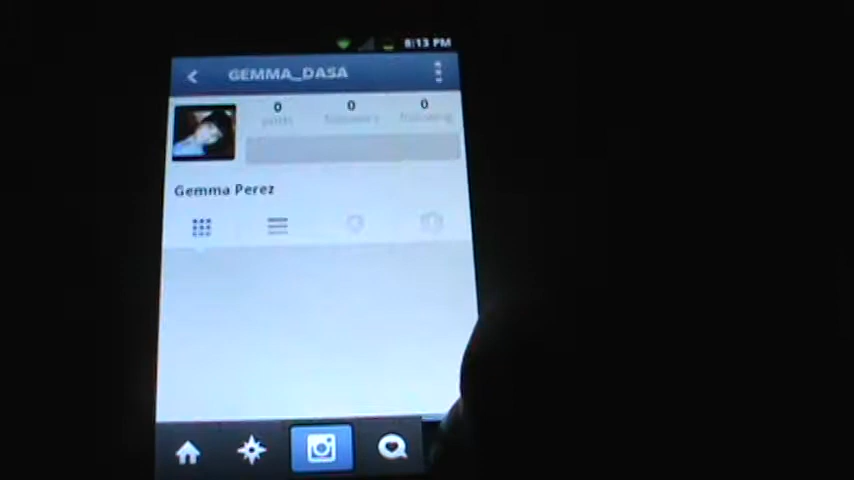 8:13 PM
GEMMA_DASA
0 0 0
posts followers following
Gemma Perez